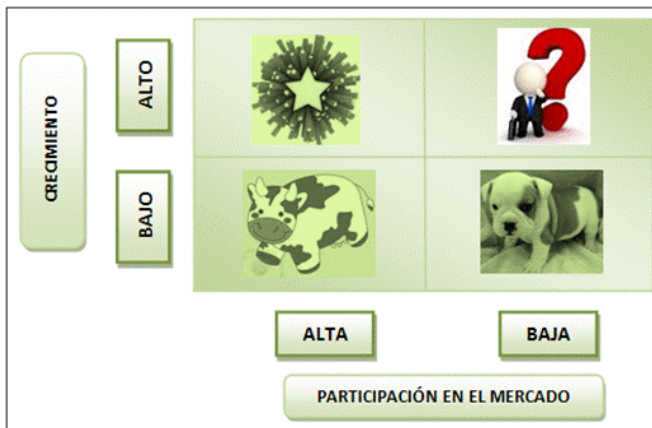 CRECIMIENTO
ALTO
BAJO
ALTA
BAJA
PARTICIPACIÓN EN EL MERCADO